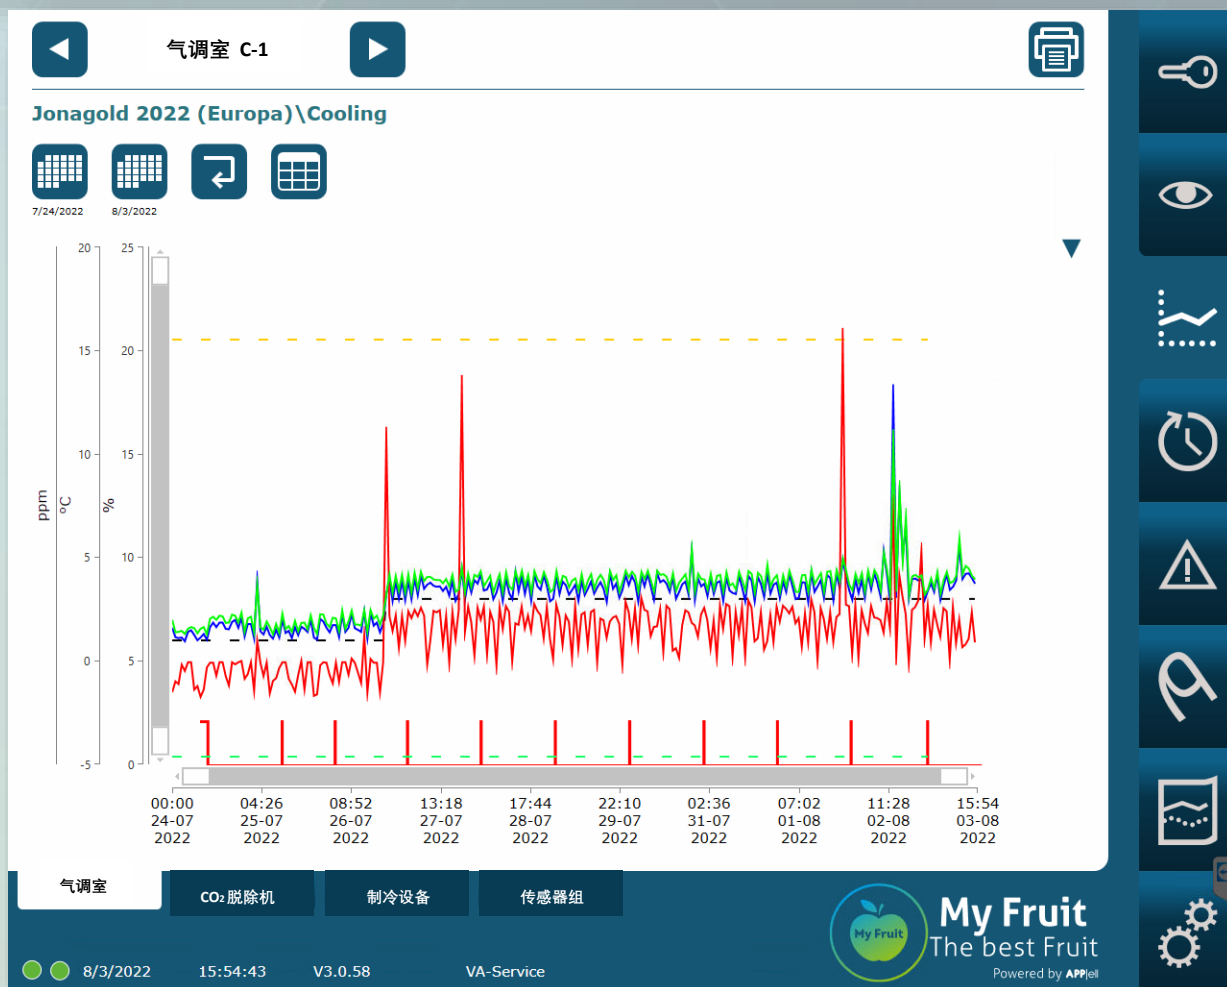 气调室 C-1
Jonagold 2022 (Europa)\Cooling
7/24/2022 8/3/2022
20 25
15 20
10 15
5 10
0 5
-5 0
ppm
°C
%
00:00 04:26 08:52 13:18 17:44 22:10 02:36 07:02 11:28 15:54
24-07 25-07 26-07 27-07 28-07 29-07 31-07 01-08 02-08 03-08
2022 2022 2022 2022 2022 2022 2022 2022 2022 2022
气调室 CO₂脱除机 制冷设备 传感器组
My Fruit
My Fruit
The best Fruit
Powered by APPjell
8/3/2022 15:54:43 V3.0.58 VA-Service